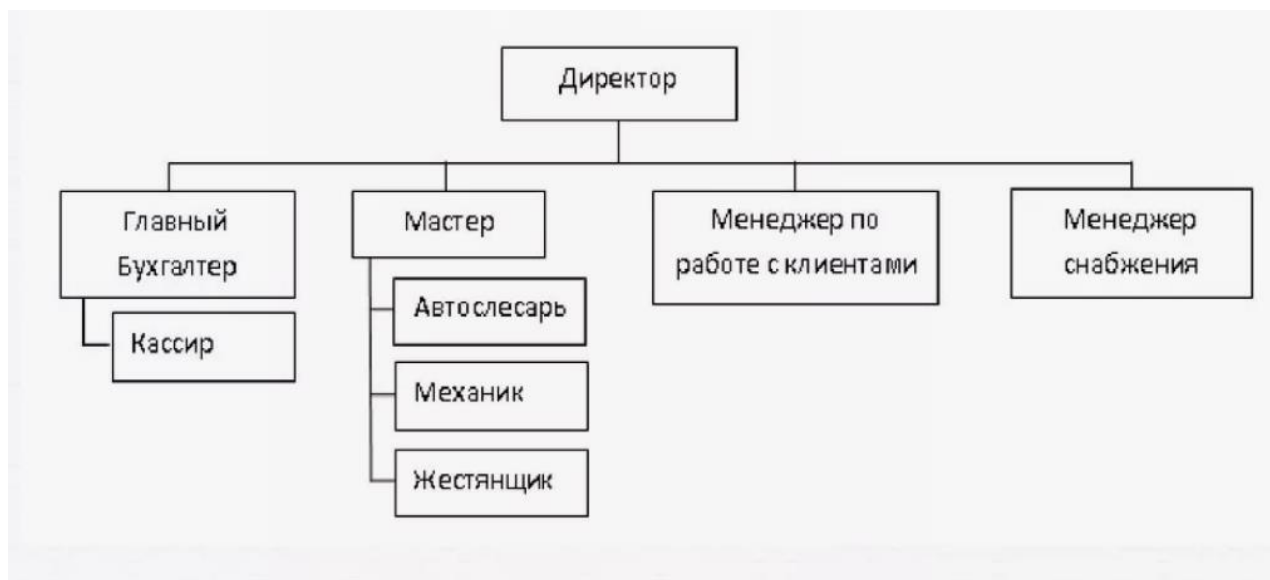 Директор
Главный
Бухгалтер
Кассир
Мастер
Автослесарь
Механик
Жестянщик
Менеджер по
работе с клиентами
Менеджер
снабжения